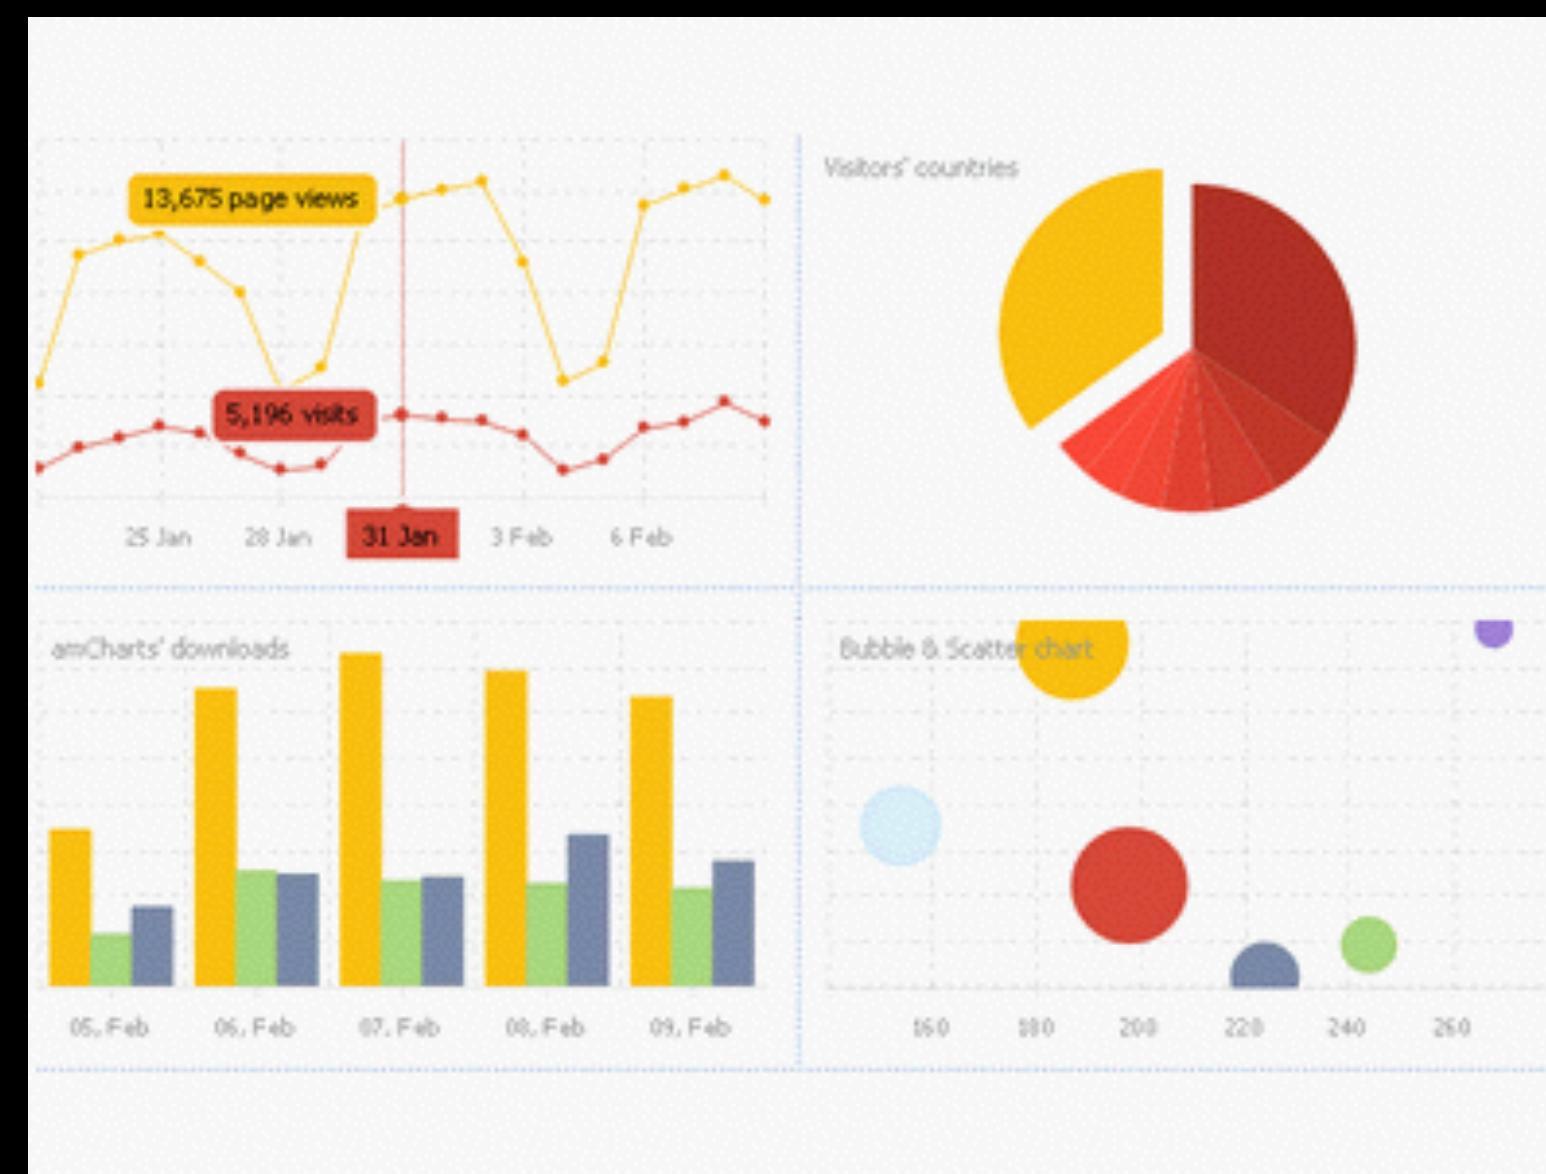 13,675 page views
5,196 visits
25 Jan
28 Jan
31 Jan
3 Feb
6 Feb
Visitors' countries
amCharts' downloads
05. Feb
06. Feb
07. Feb
08. Feb
09. Feb
Bubble & Scatter chart
160
180
200
220
240
260